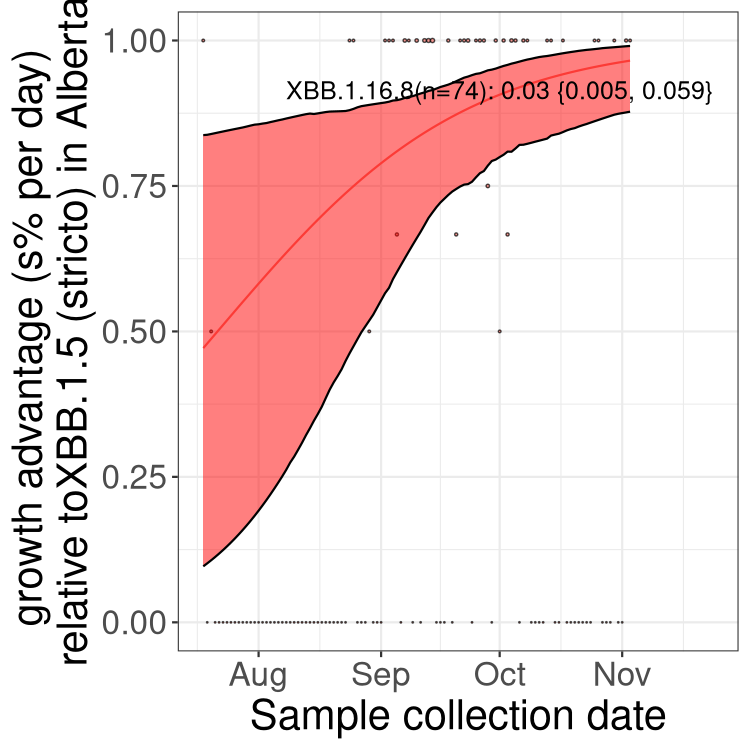 growth advantage (s% per day)
relative toXBB.1.5 (stricto) in Alberta
1.00
0.75
0.50
0.25
0.00
XBB.1.16.8(n=74): 0.03 {0.005, 0.059}
Aug Sep Oct Nov
Sample collection date